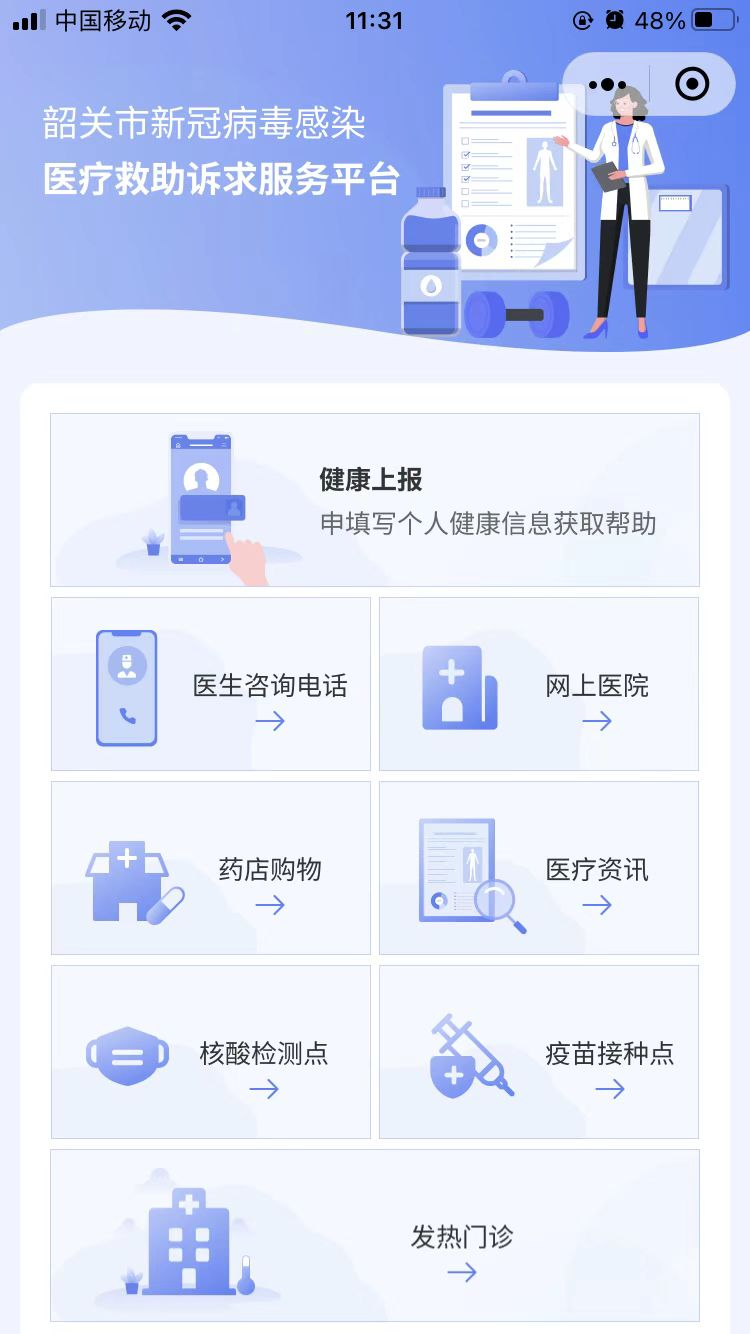 中国移动
11:31
48%
韶关市新冠病毒感染
医疗救助诉求服务平台
健康上报
申填写个人健康信息获取帮助
医生咨询电话
网上医院
药店购物
医疗资讯
核酸检测点
疫苗接种点
发热门诊